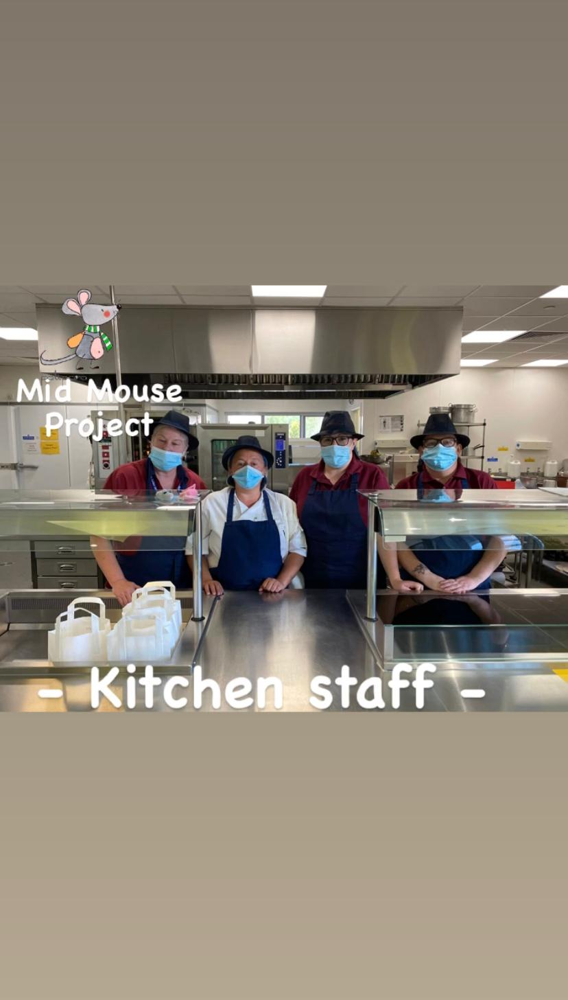 Mid Mouse
Project
- Kitchen staff -